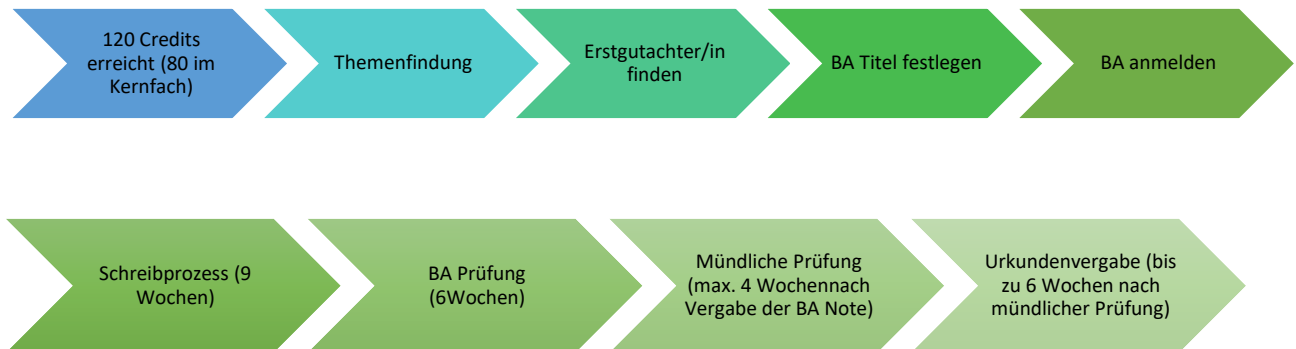 120 Credits
erreicht (80 im
Kernfach)
Themenfindung
Erstgutachter/in
finden
BA Titel festlegen
BA anmelden
Schreibprozess (9
Wochen)
BA Prüfung
(6Wochen)
Mündliche Prüfung
(max. 4 Wochennach
Vergabe der BA Note)
Urkundenvergabe (bis
zu 6 Wochen nach
mündlicher Prüfung)